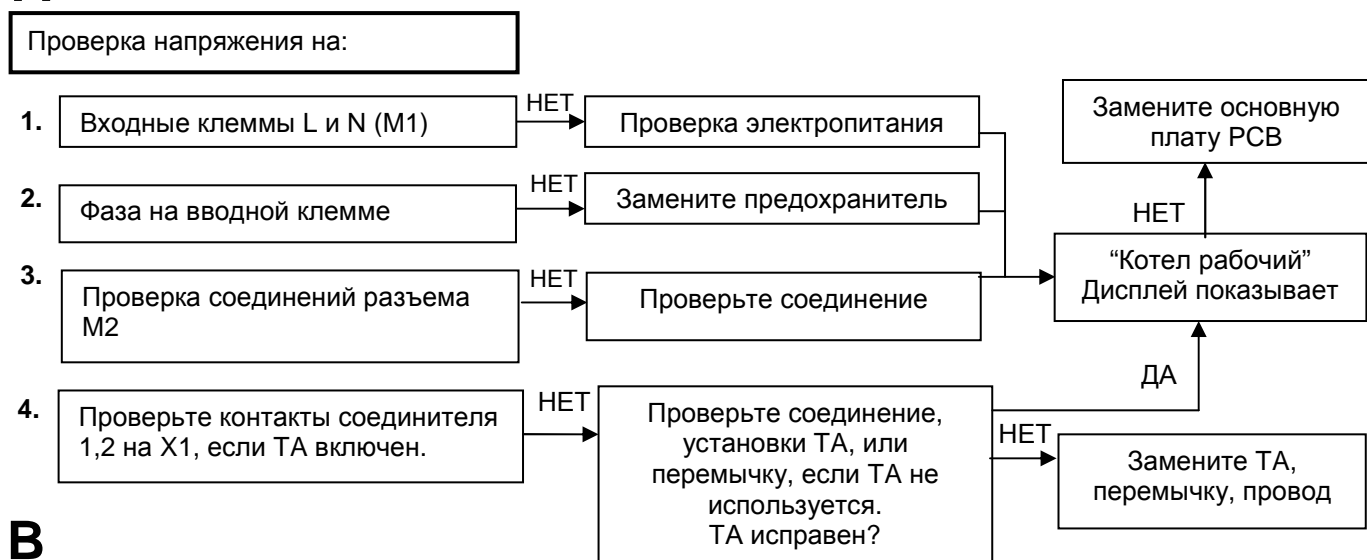 Проверка напряжения на:
1.
Входные клеммы L и N (M1)
НЕТ
Проверка электропитания
Замените основную
плату PCB
2.
Фаза на вводной клемме
НЕТ
Замените предохранитель
НЕТ
3.
Проверка соединений разъема
M2
НЕТ
Проверьте соединение
“Котел рабочий”
Дисплей показывает
ДА
4.
Проверьте контакты соединителя
1,2 на X1, если ТА включен.
НЕТ
Проверьте соединение,
установки ТА, или
перемычку, если ТА не
используется.
ТА исправен?
НЕТ
Замените ТА,
перемычку, провод
B